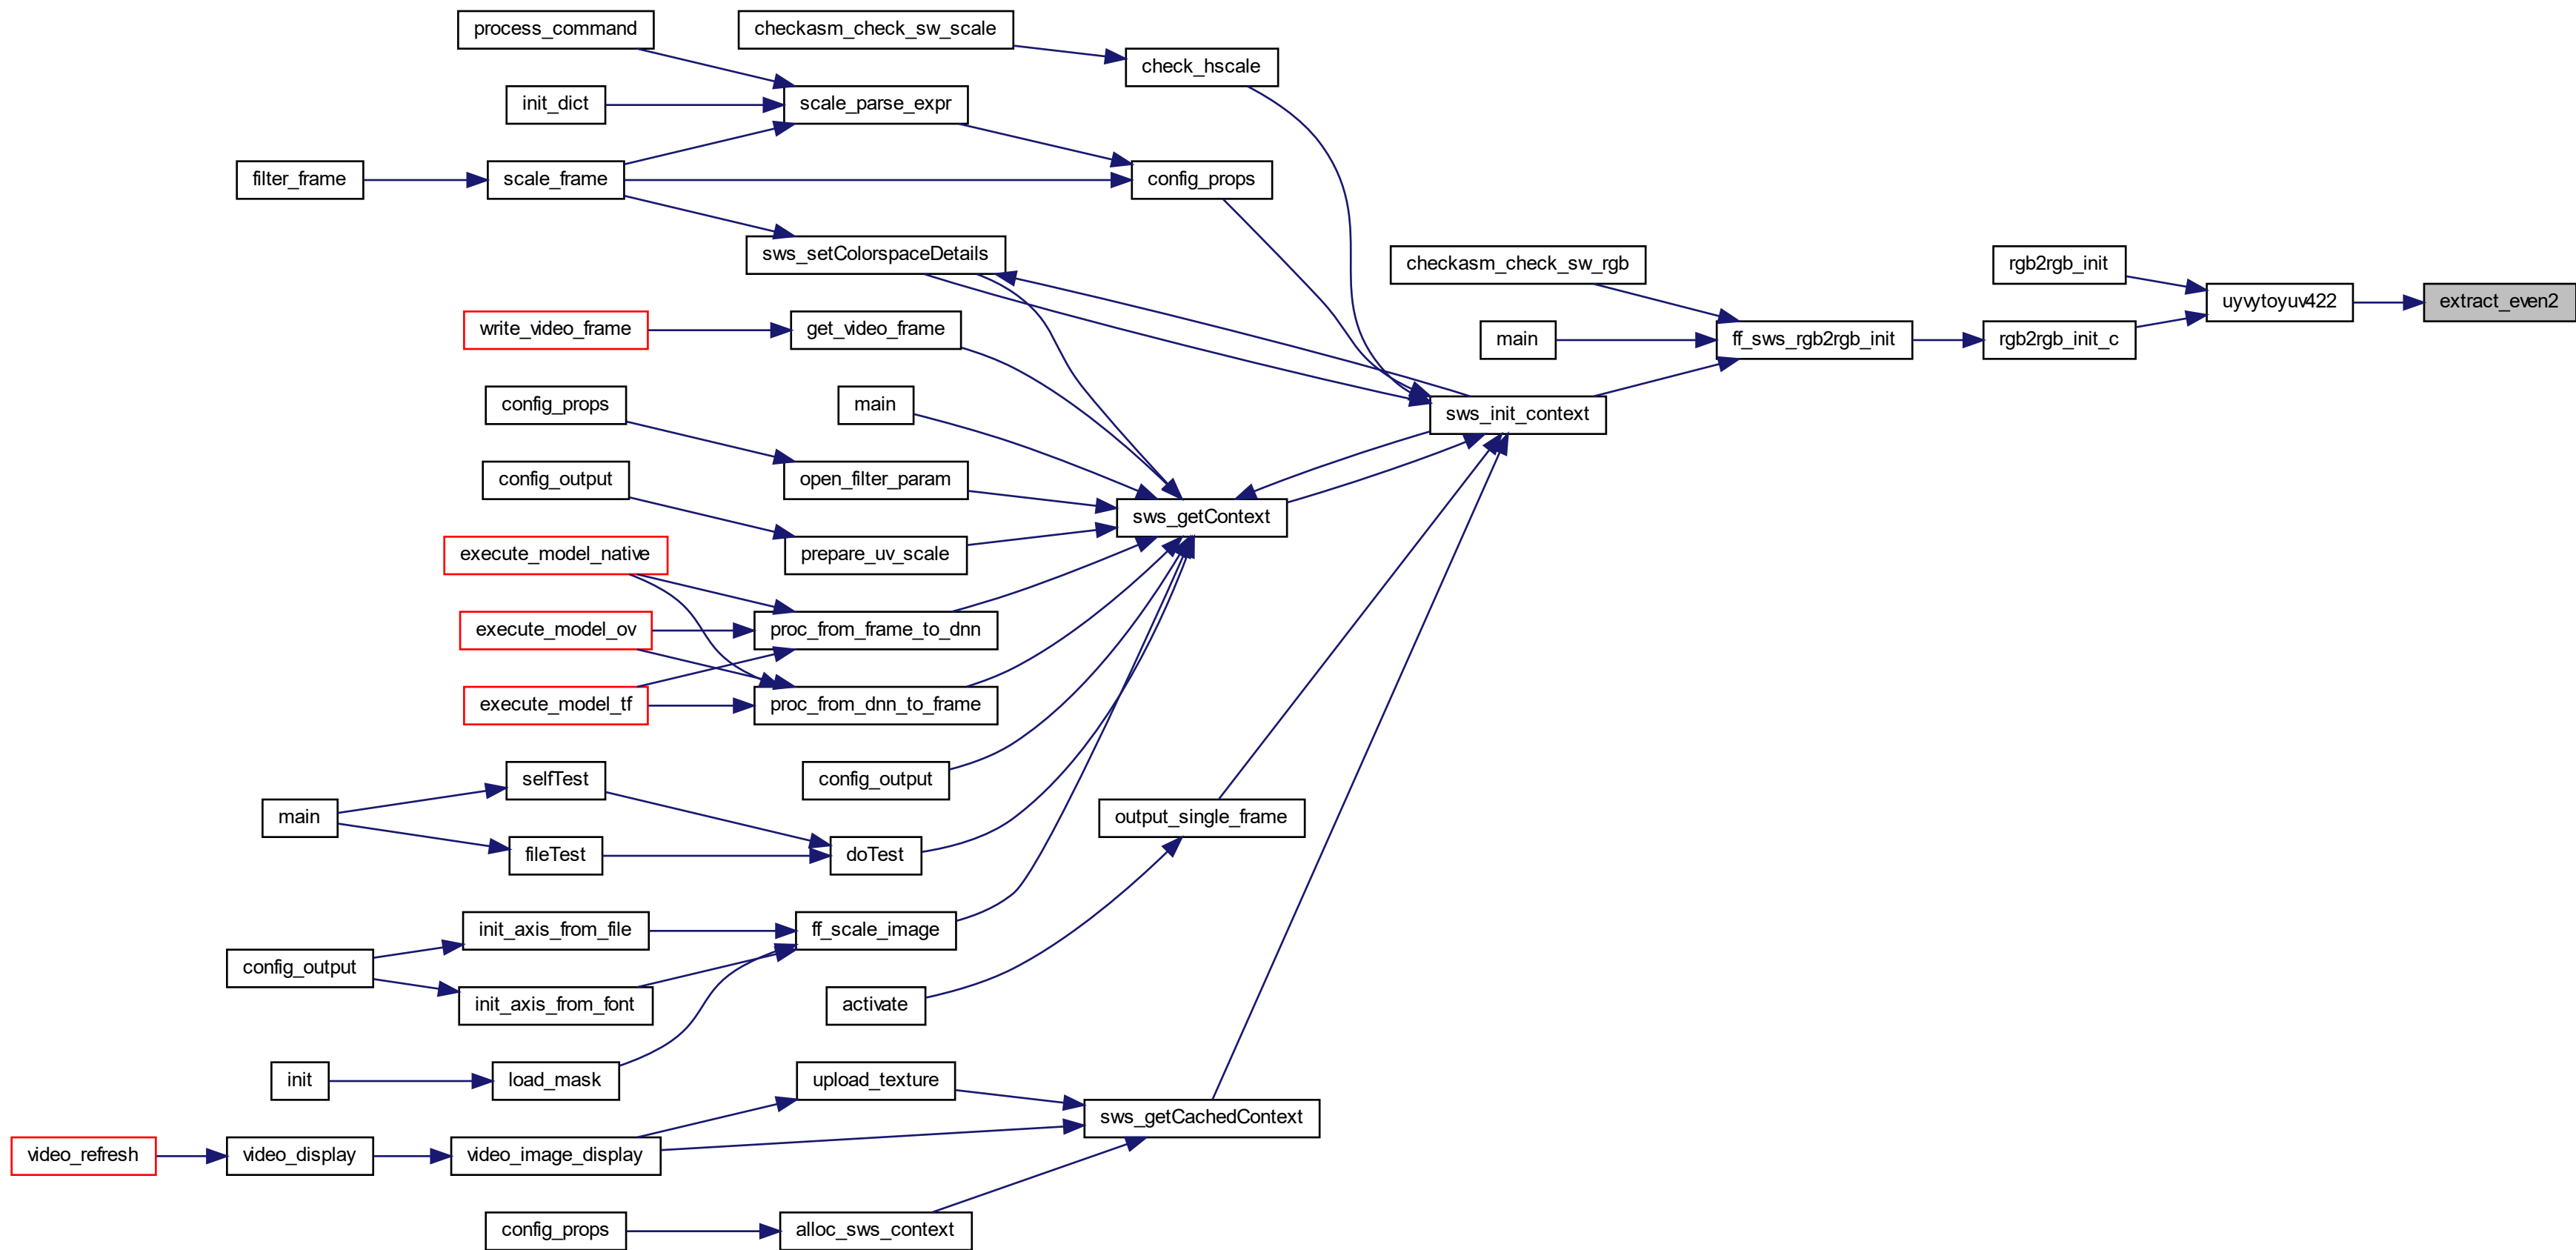 process_command
checkasm_check_sw_scale
check_hscale
init_dict
scale_parse_expr
filter_frame
scale_frame
config_props
sws_setColorspaceDetails
checkasm_check_sw_rgb
rgb2rgb_init
uyvytoyuv422
extract_even2
write_video_frame
get_video_frame
main
ff_sws_rgb2rgb_init
rgb2rgb_init_c
config_props
main
sws_init_context
config_output
open_filter_param
sws_getContext
execute_model_native
prepare_uv_scale
execute_model_ov
proc_from_frame_to_dnn
execute_model_tf
proc_from_dnn_to_frame
selfTest
config_output
main
output_single_frame
fileTest
doTest
init_axis_from_file
ff_scale_image
config_output
init_axis_from_font
activate
init
load_mask
upload_texture
sws_getCachedContext
video_refresh
video_display
video_image_display
config_props
alloc_sws_context